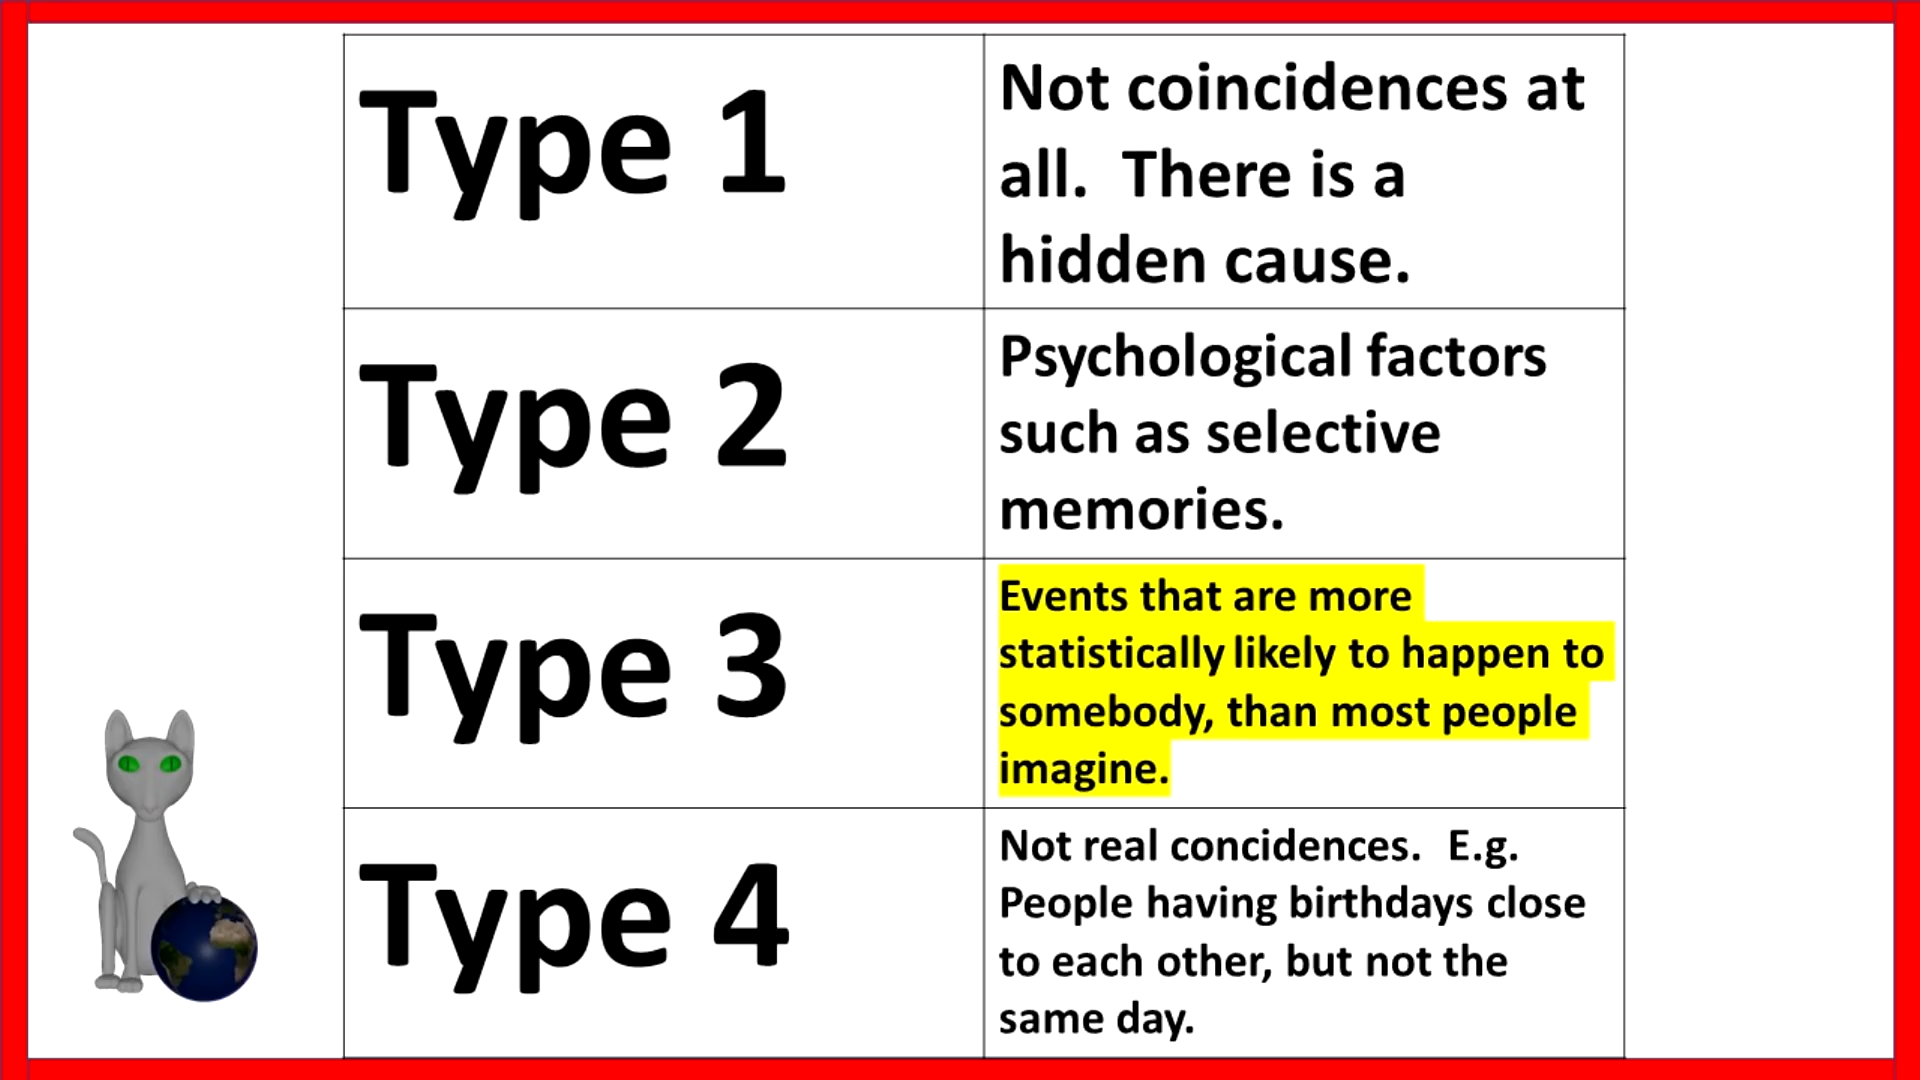 Type 1
Not coincidences at
all.  There is a
hidden cause.
Type 2
Psychological factors
such as selective
memories.
Type 3
Events that are more
statistically likely to happen to
somebody, than most people
imagine.
Type 4
Not real concidences.  E.g.
People having birthdays close
to each other, but not the
same day.